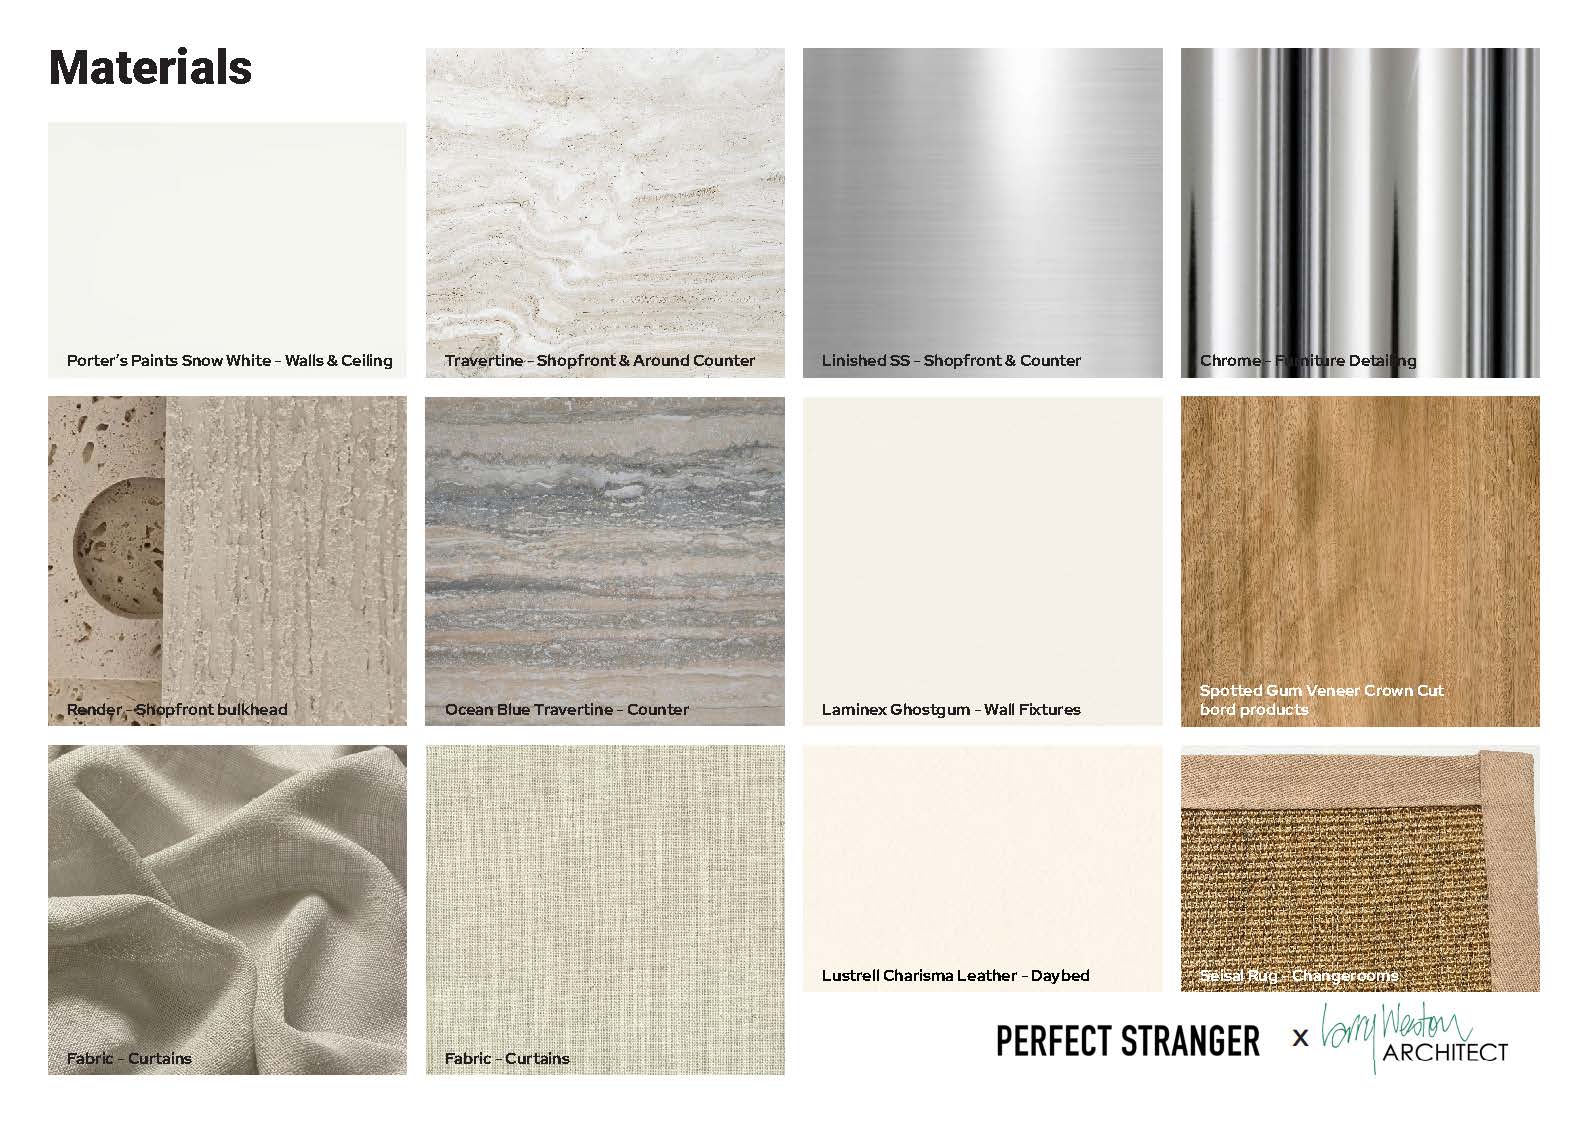 Materials
Porter's Paints Snow White - Walls & Ceiling
Travertine - Shopfront & Around Counter
Linished SS - Shopfront & Counter
Chrome - Furniture Detailing
Render - Shopfront bulkhead
Ocean Blue Travertine - Counter
Laminex Ghostgum - Wall Fixtures
Spotted Gum Veneer Crown Cut
bord products
Fabric - Curtains
Fabric - Curtains
Lustrell Charisma Leather - Daybed
Seisal Rug - Changerooms
PERFECT STRANGER x Larry Weston
ARCHITECT